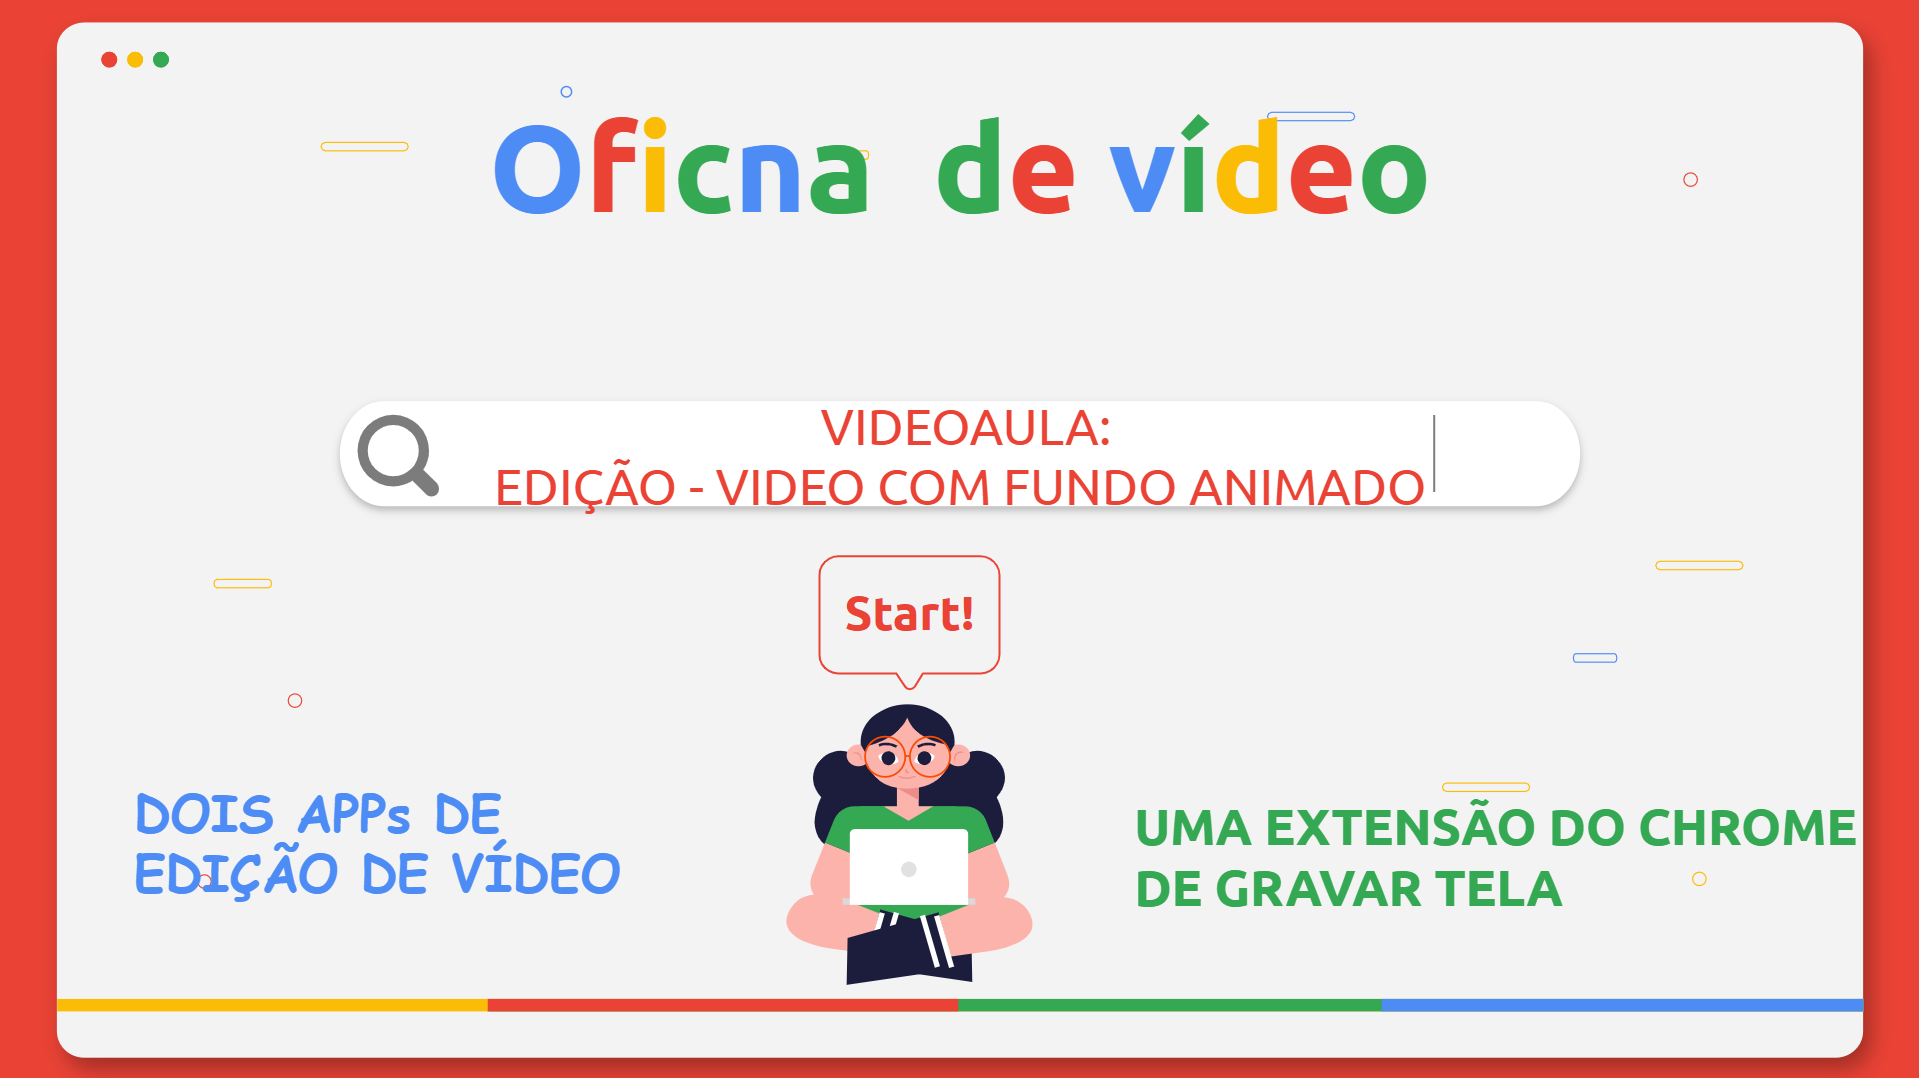 Oficna de vídeo
VIDEOAULA:
EDIÇÃO - VIDEO COM FUNDO ANIMADO
Start!
DOIS APPs DE
EDIÇÃO DE VÍDEO
UMA EXTENSÃO DO CHROME
DE GRAVAR TELA